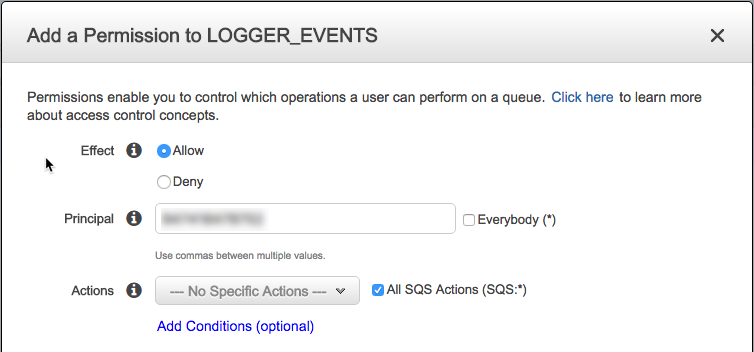 Add a Permission to LOGGER_EVENTS
Permissions enable you to control which operations a user can perform on a queue. Click here to learn more
about access control concepts.
Effect Allow
Deny
Principal Everybody (*)
Use commas between multiple values.
Actions --- No Specific Actions --- All SQS Actions (SQS:*)
Add Conditions (optional)